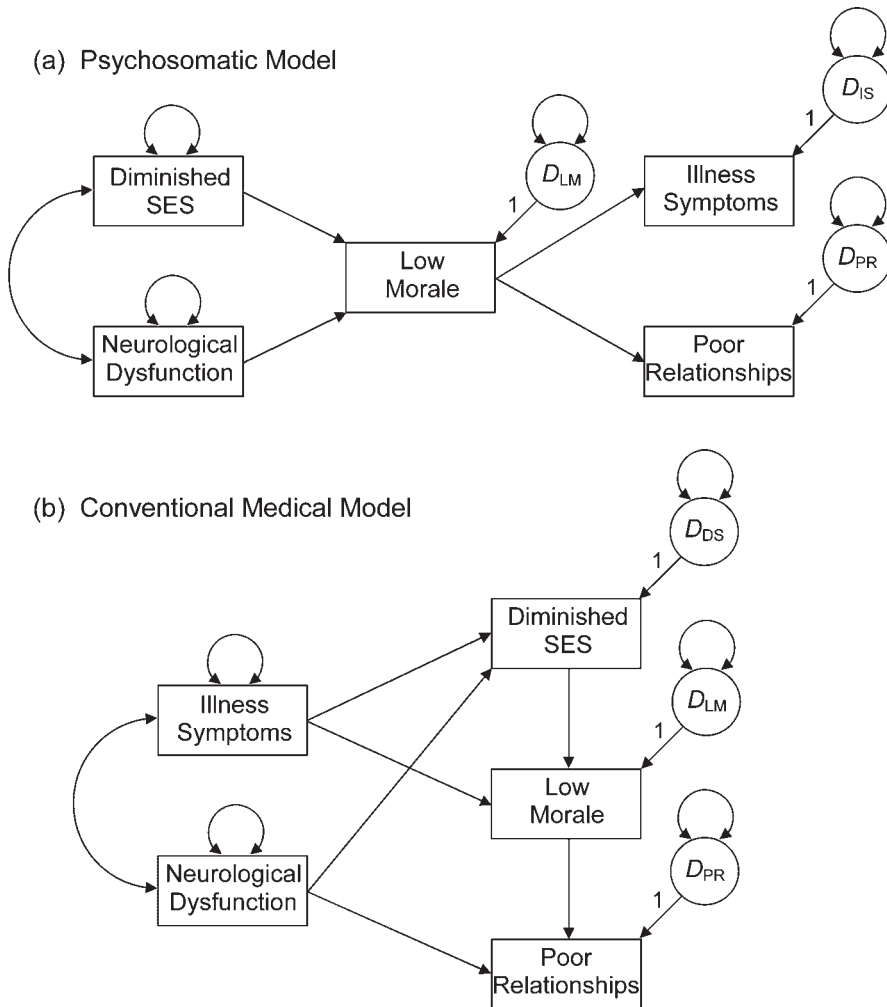 (a) Psychosomatic Model
D_IS
1
Diminished
SES
D_LM
1
Illness
Symptoms
Low
Morale
D_PR
1
Neurological
Dysfunction
Poor
Relationships
(b) Conventional Medical Model
D_DS
1
Diminished
SES
Illness
Symptoms
D_LM
1
Low
Morale
Neurological
Dysfunction
D_PR
1
Poor
Relationships